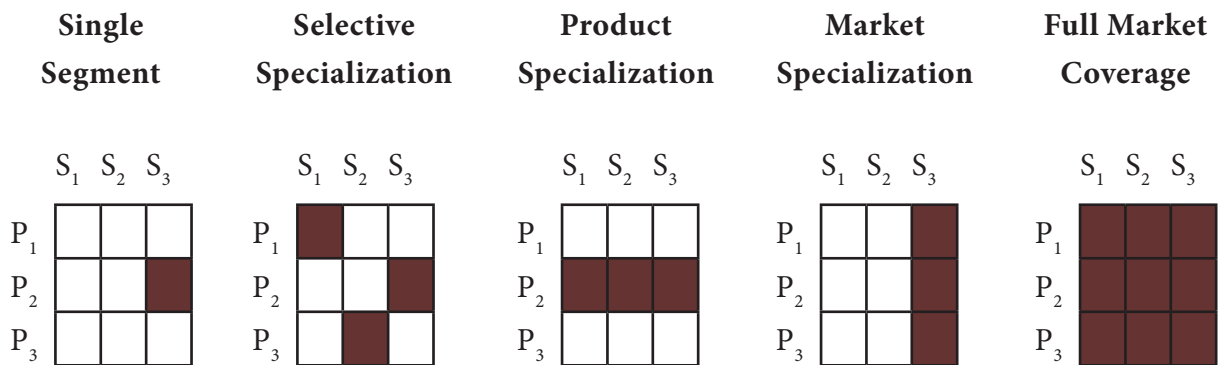 Single Segment
Selective Specialization
Product Specialization
Market Specialization
Full Market Coverage
S₁ S₂ S₃
P₁
P₂
P₃
S₁ S₂ S₃
P₁
P₂
P₃
S₁ S₂ S₃
P₁
P₂
P₃
S₁ S₂ S₃
P₁
P₂
P₃
S₁ S₂ S₃
P₁
P₂
P₃